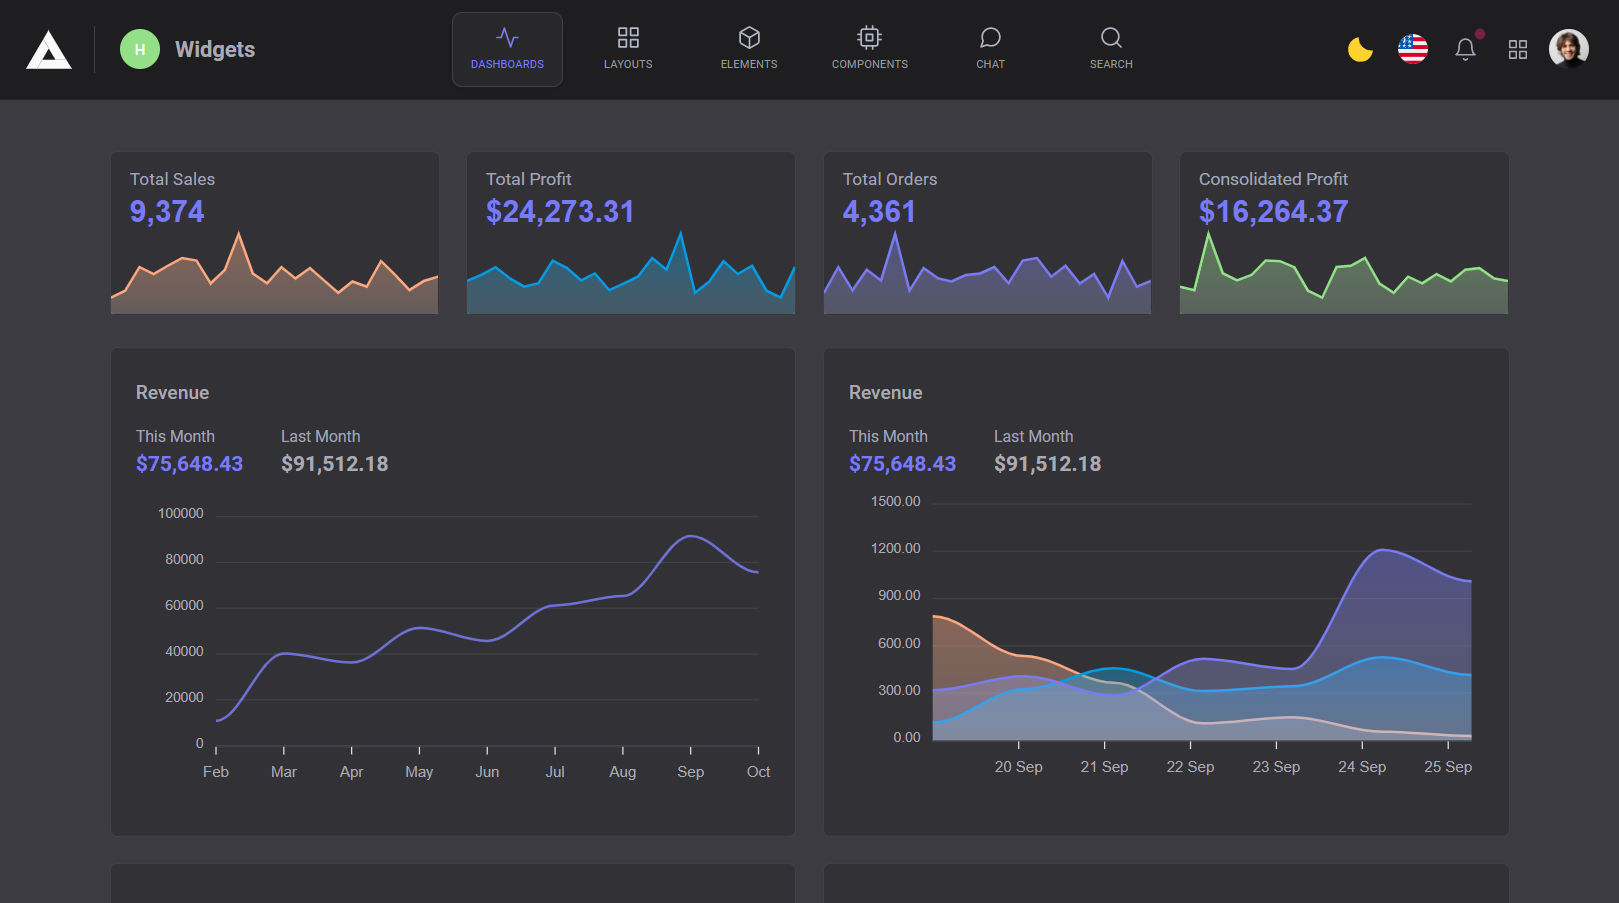 H Widgets
DASHBOARDS LAYOUTS ELEMENTS COMPONENTS CHAT SEARCH
Total Sales
9,374
Total Profit
$24,273.31
Total Orders
4,361
Consolidated Profit
$16,264.37
Revenue
This Month Last Month
$75,648.43 $91,512.18
100000
80000
60000
40000
20000
0
Feb Mar Apr May Jun Jul Aug Sep Oct
Revenue
This Month Last Month
$75,648.43 $91,512.18
1500.00
1200.00
900.00
600.00
300.00
0.00
20 Sep 21 Sep 22 Sep 23 Sep 24 Sep 25 Sep